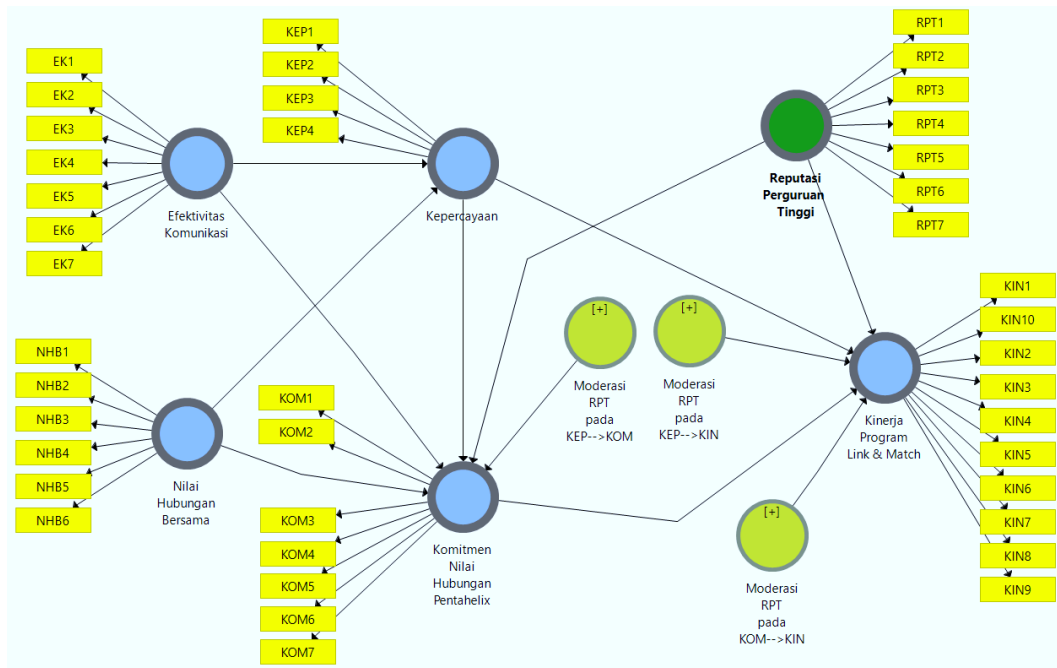 EK1
EK2
EK3
EK4
EK5
EK6
EK7
Efektivitas
Komunikasi
KEP1
KEP2
KEP3
KEP4
Kepercayaan
RPT1
RPT2
RPT3
RPT4
RPT5
RPT6
RPT7
Reputasi
Perguruan
Tinggi
NHB1
NHB2
NHB3
NHB4
NHB5
NHB6
Nilai
Hubungan
Bersama
KOM1
KOM2
KOM3
KOM4
KOM5
KOM6
KOM7
Komitmen
Nilai
Hubungan
Pentahelix
[+]
Moderasi
RPT
pada
KEP-->KOM
[+]
Moderasi
RPT
pada
KEP-->KIN
[+]
Moderasi
RPT
pada
KOM-->KIN
Kinerja
Program
Link & Match
KIN1
KIN10
KIN2
KIN3
KIN4
KIN5
KIN6
KIN7
KIN8
KIN9